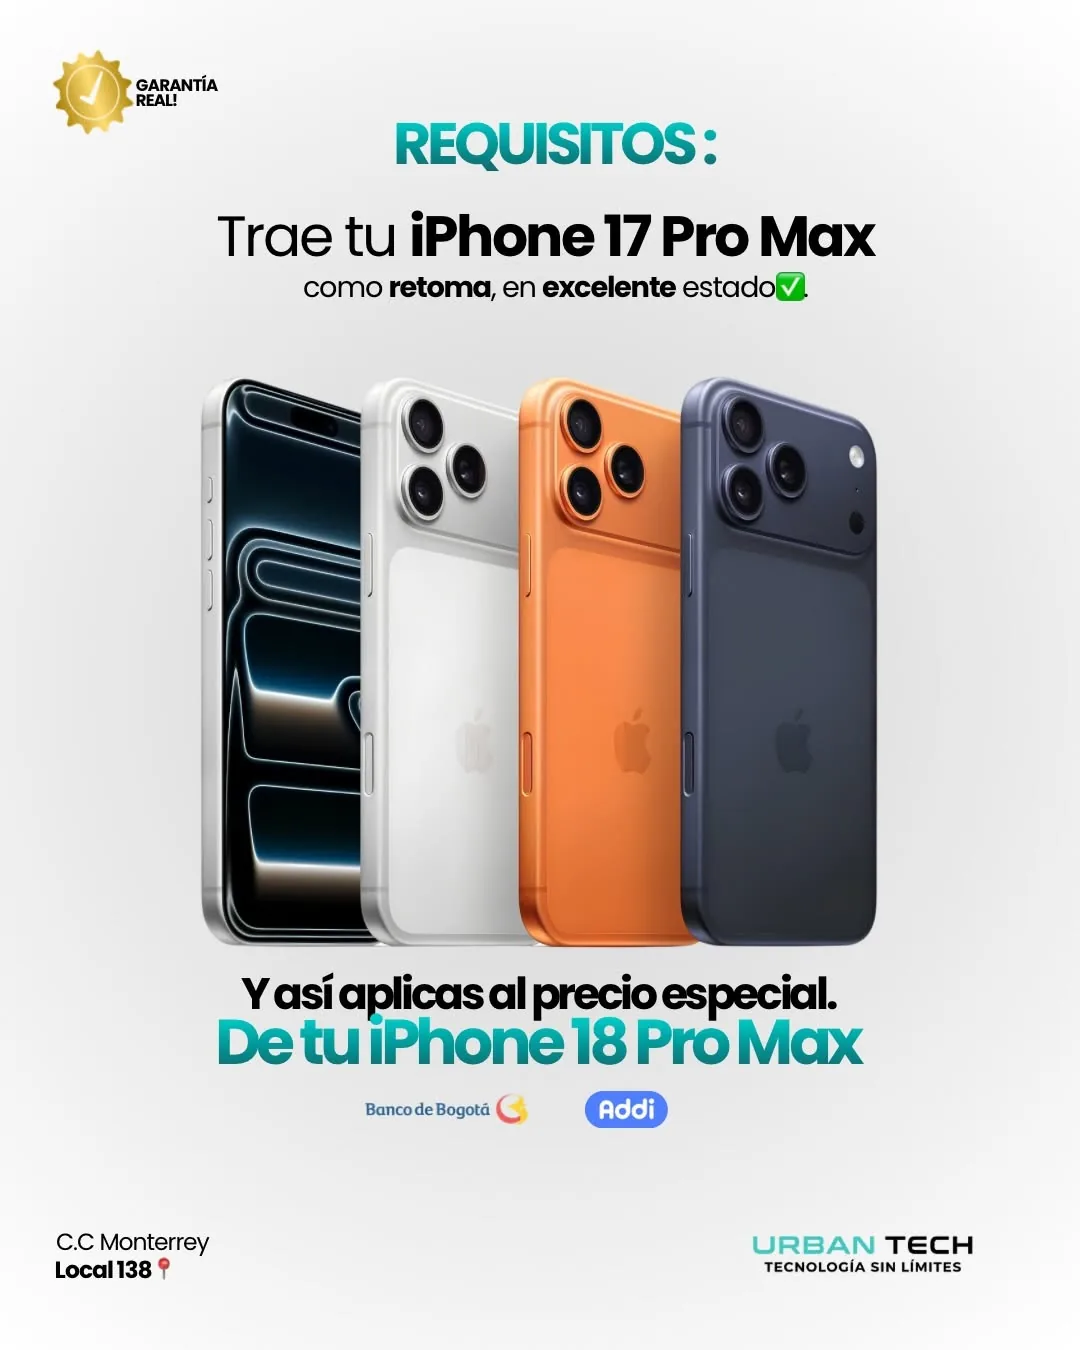 GARANTÍA
REAL!
REQUISITOS :
Trae tu iPhone 17 Pro Max
como retoma, en excelente estado✅.
Y así aplicas al precio especial.
De tu iPhone 18 Pro Max
Banco de Bogotá
Addi
C.C Monterrey
Local 138📍
URBAN TECH
TECNOLOGÍA SIN LÍMITES